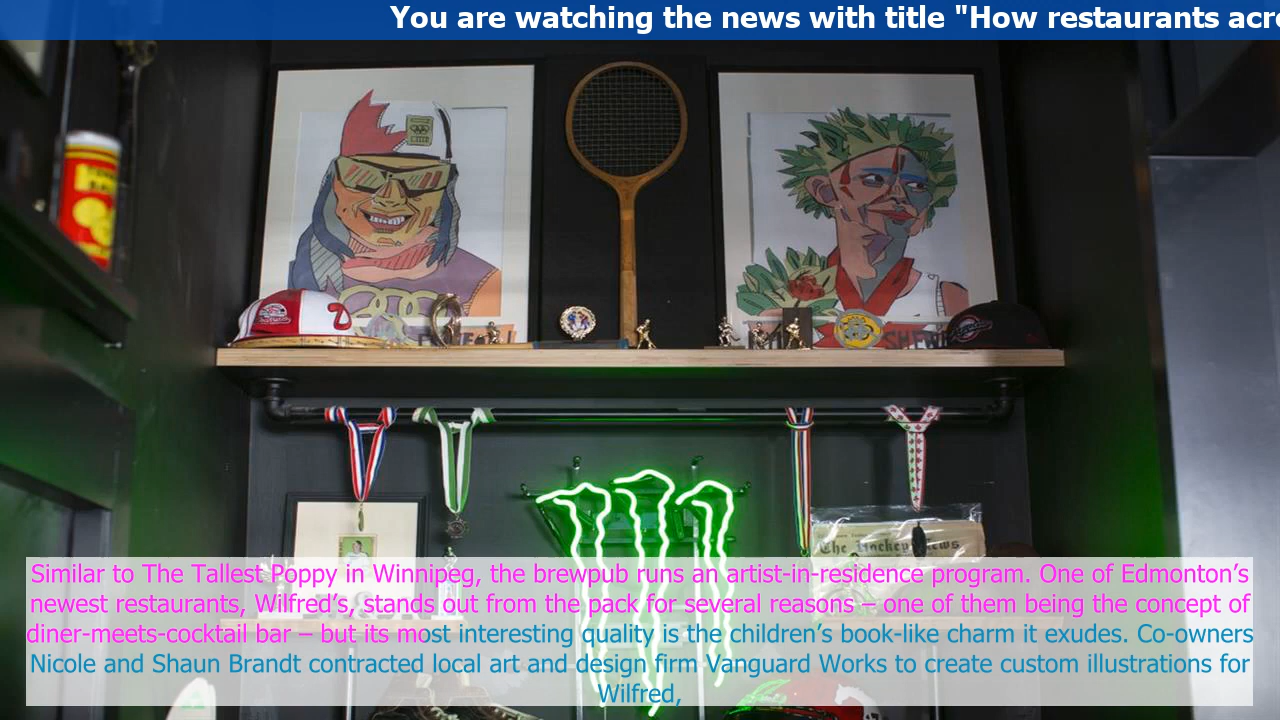 You are watching the news with title "How restaurants acro
Similar to The Tallest Poppy in Winnipeg, the brewpub runs an artist-in-residence program. One of Edmonton’s
newest restaurants, Wilfred’s, stands out from the pack for several reasons – one of them being the concept of
diner-meets-cocktail bar – but its most interesting quality is the children’s book-like charm it exudes. Co-owners
Nicole and Shaun Brandt contracted local art and design firm Vanguard Works to create custom illustrations for
Wilfred,
The Hockey News